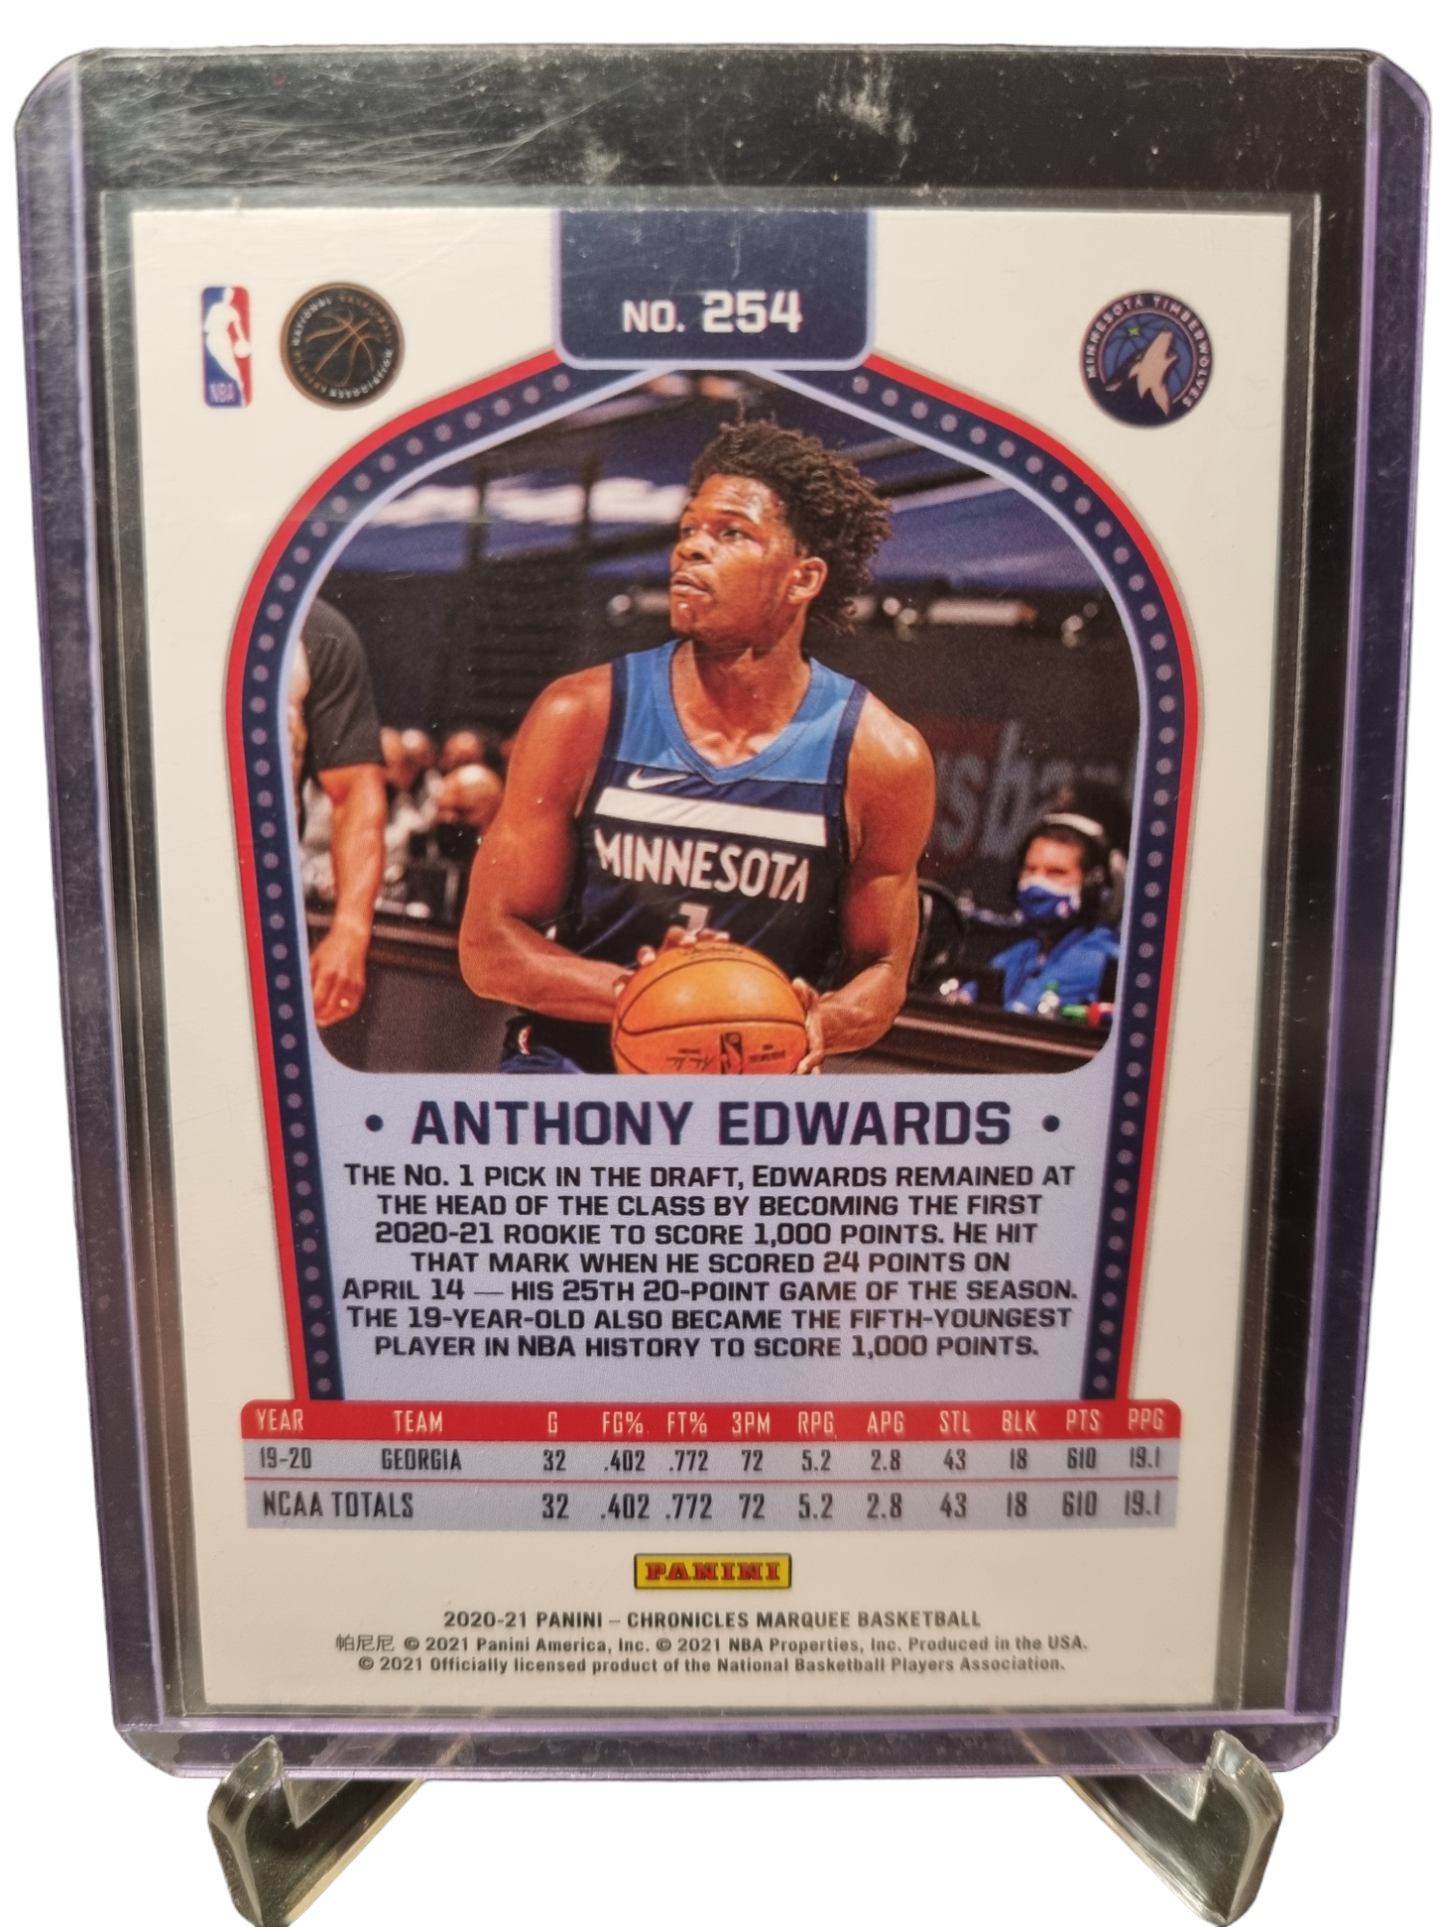 NO. 254
NBA
MINNESOTA TIMBERWOLVES
usba
MINNESOTA
1
• ANTHONY EDWARDS •
THE NO. 1 PICK IN THE DRAFT, EDWARDS REMAINED AT
THE HEAD OF THE CLASS BY BECOMING THE FIRST
2020-21 ROOKIE TO SCORE 1,000 POINTS. HE HIT
THAT MARK WHEN HE SCORED 24 POINTS ON
APRIL 14 — HIS 25TH 20-POINT GAME OF THE SEASON.
THE 19-YEAR-OLD ALSO BECAME THE FIFTH-YOUNGEST
PLAYER IN NBA HISTORY TO SCORE 1,000 POINTS.
YEAR TEAM G FG% FT% 3PM RPG APG STL BLK PTS PPG
19-20 GEORGIA 32 .402 .772 72 5.2 2.8 43 18 610 19.1
NCAA TOTALS 32 .402 .772 72 5.2 2.8 43 18 610 19.1
PANINI
2020-21 PANINI – CHRONICLES MARQUEE BASKETBALL
帕尼尼 © 2021 Panini America, Inc. © 2021 NBA Properties, Inc. Produced in the USA.
© 2021 Officially licensed product of the National Basketball Players Association.